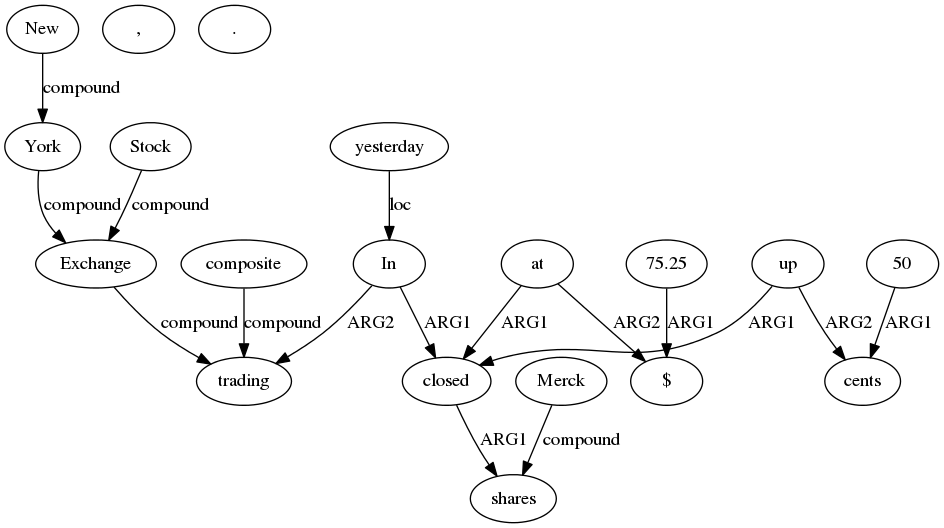 New , .
compound
York Stock yesterday
compound compound loc
Exchange composite In at 75.25 up 50
compound compound ARG2 ARG1 ARG1 ARG2 ARG1 ARG1 ARG2 ARG1
trading closed Merck $ cents
ARG1 compound
shares